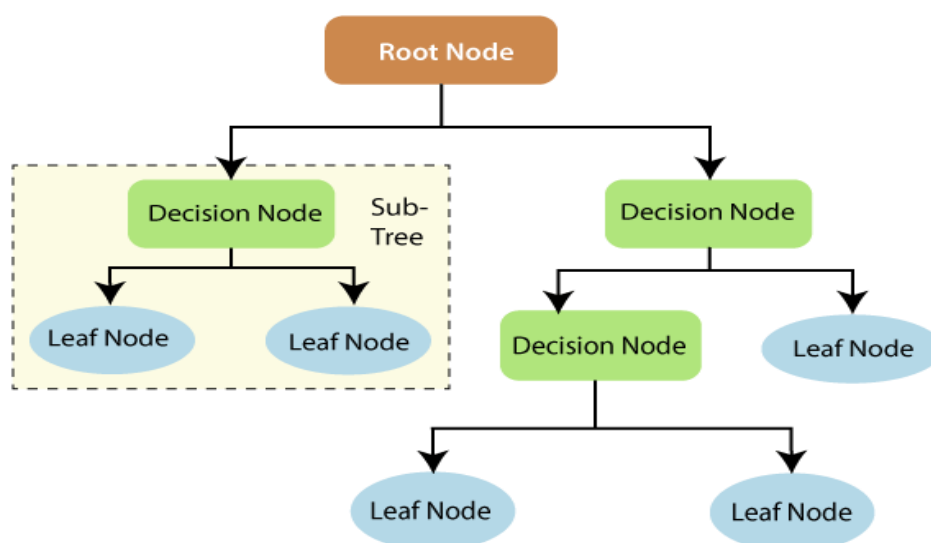 Root Node
Decision Node
Sub-
Tree
Decision Node
Leaf Node
Leaf Node
Decision Node
Leaf Node
Leaf Node
Leaf Node